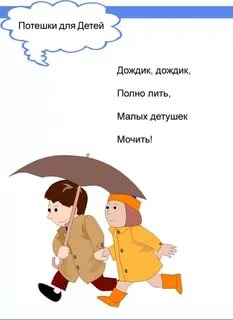 Потешки для Детей
Дождик, дождик,
Полно лить,
Малых детушек
Мочить!